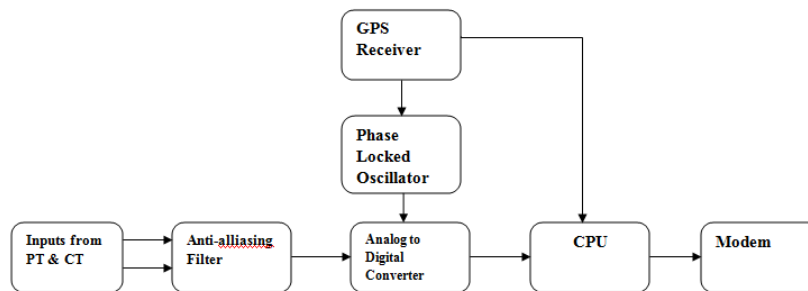 GPS
Receiver
Phase
Locked
Oscillator
Inputs from
PT & CT
Anti-alliasing
Filter
Analog to
Digital
Converter
CPU
Modem